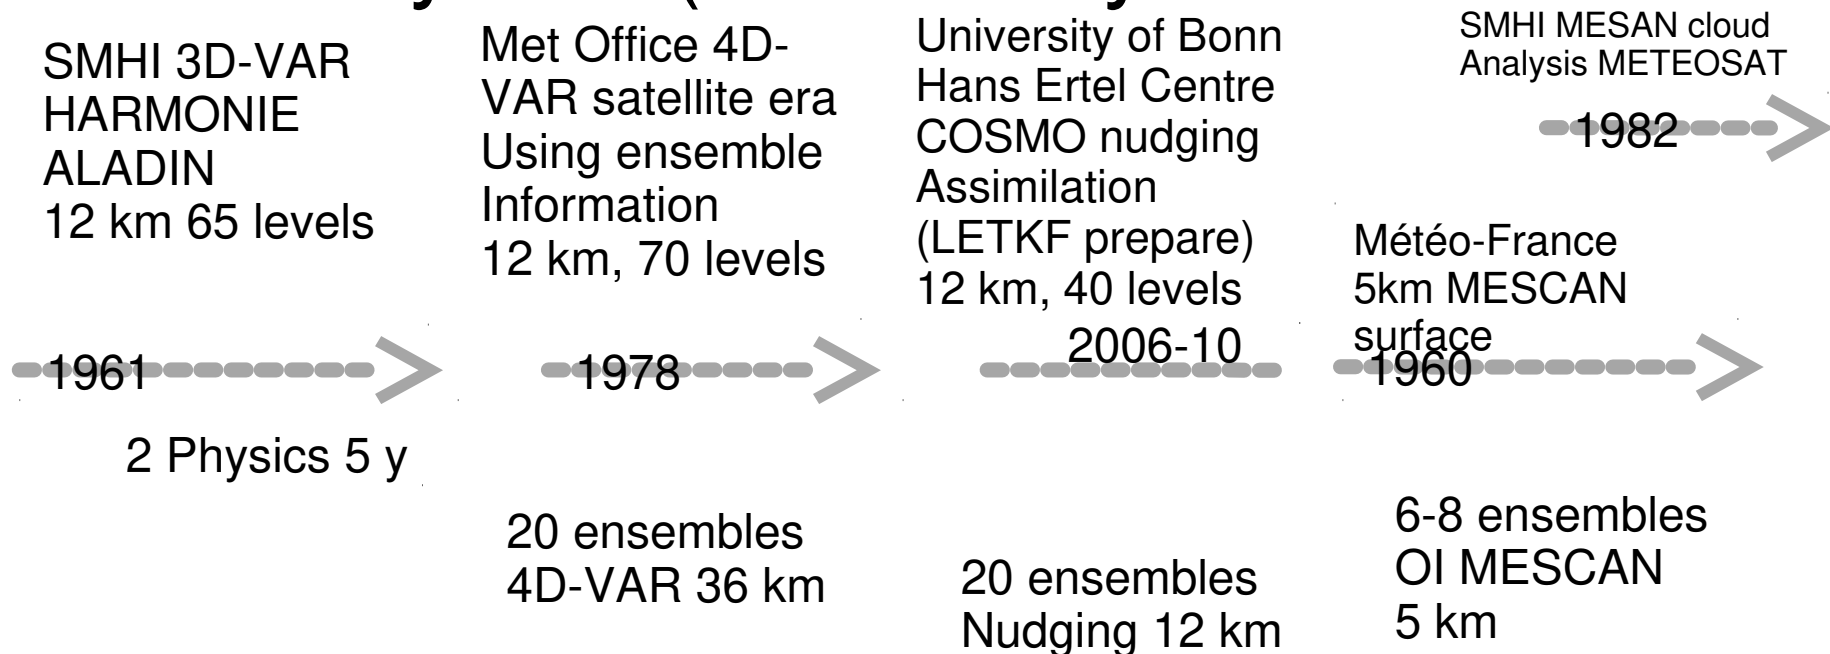 SMHI 3D-VAR
HARMONIE
ALADIN
12 km 65 levels
1961
2 Physics 5 y
Met Office 4D-
VAR satellite era
Using ensemble
Information
12 km, 70 levels
1978
20 ensembles
4D-VAR 36 km
University of Bonn
Hans Ertel Centre
COSMO nudging
Assimilation
(LETKF prepare)
12 km, 40 levels
2006-10
20 ensembles
Nudging 12 km
SMHI MESAN cloud
Analysis METEOSAT
1982
Météo-France
5km MESCAN
surface
1960
6-8 ensembles
OI MESCAN
5 km